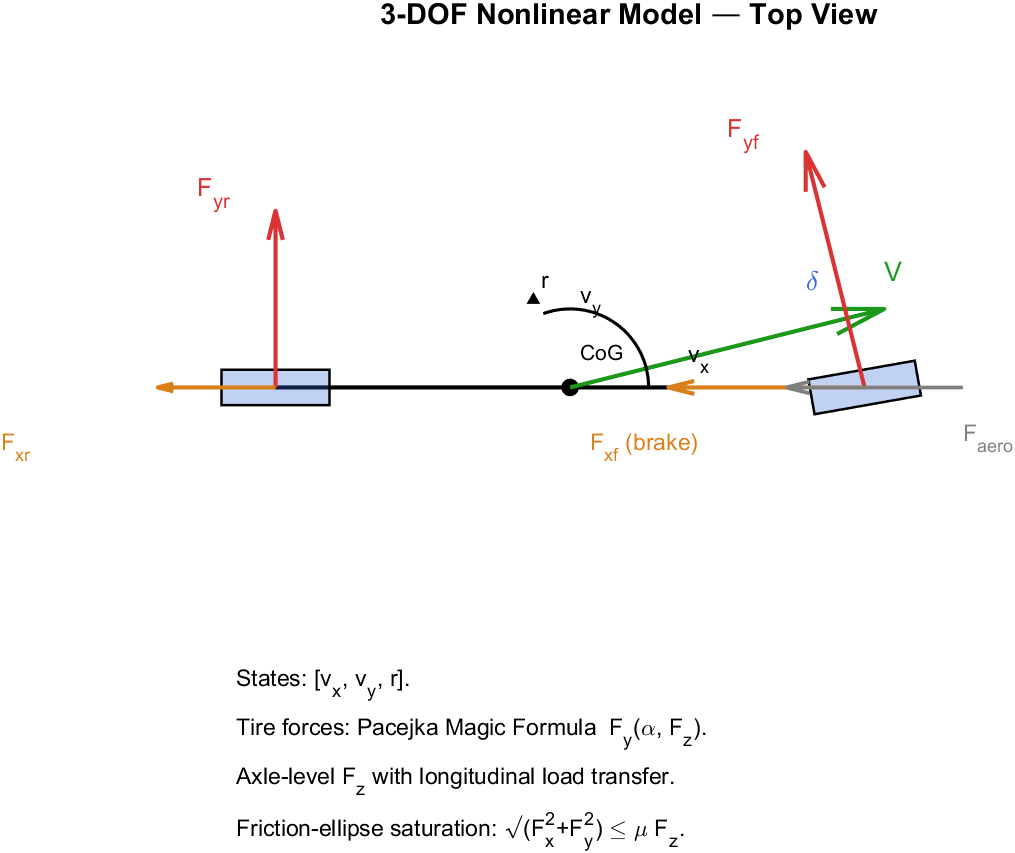 3-DOF Nonlinear Model — Top View
F_yf
F_yr
V
δ
r
v_y
CoG
v_x
F_xr
F_xf (brake)
F_aero
States: [v_x, v_y, r].
Tire forces: Pacejka Magic Formula F_y(α, F_z).
Axle-level F_z with longitudinal load transfer.
Friction-ellipse saturation: √(F_x^2+F_y^2) ≤ μ F_z.